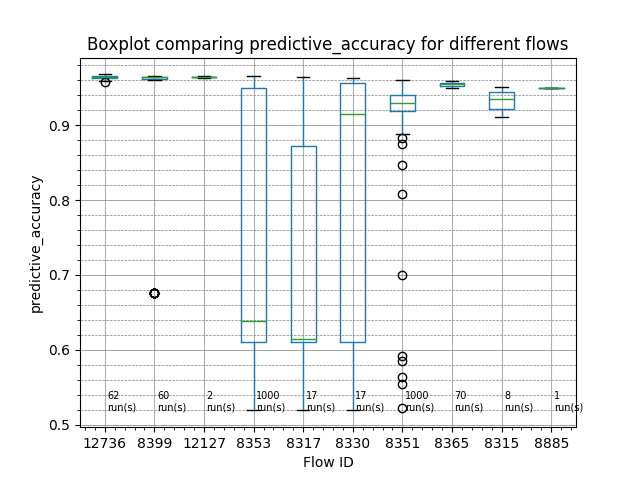 Boxplot comparing predictive_accuracy for different flows
predictive_accuracy
0.9
0.8
0.7
0.6
0.5
62 run(s)
60 run(s)
2 run(s)
1000 run(s)
17 run(s)
17 run(s)
1000 run(s)
70 run(s)
8 run(s)
1 run(s)
12736 8399 12127 8353 8317 8330 8351 8365 8315 8885
Flow ID